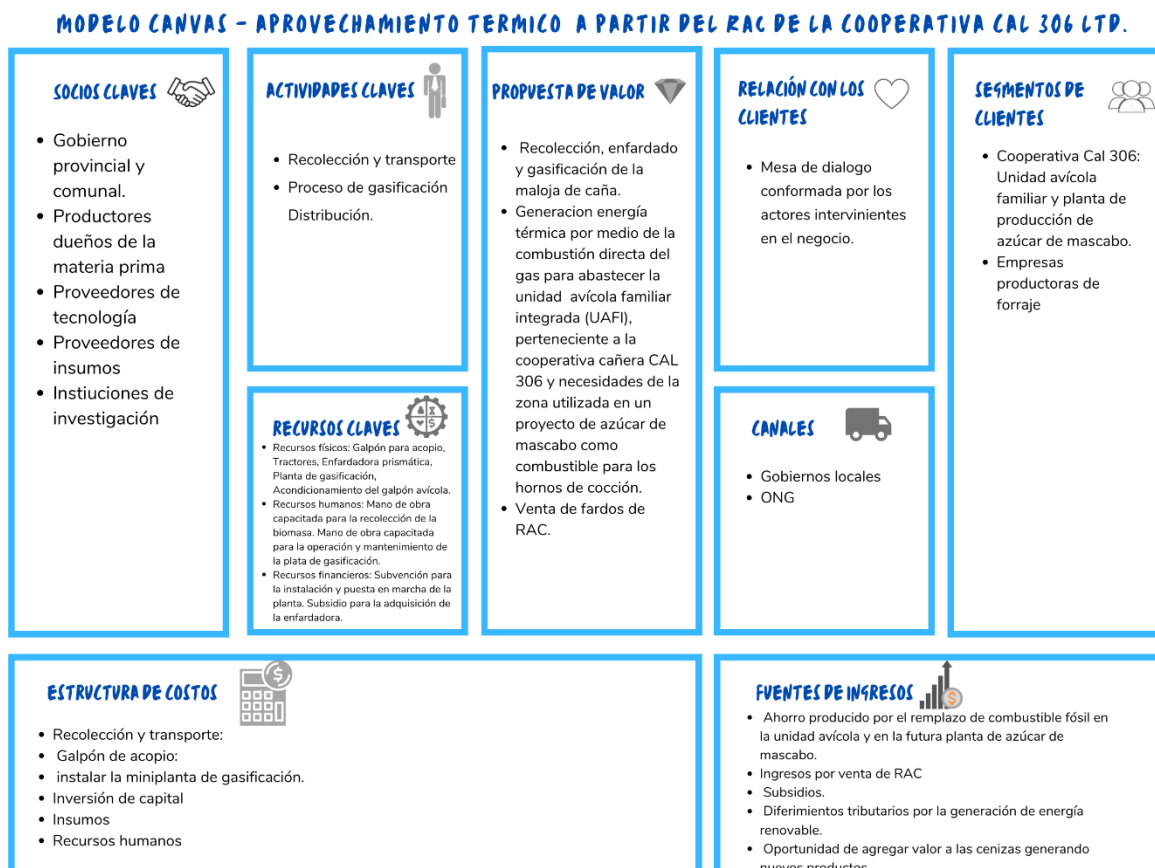 MODELO CANVAS - APROVECHAMIENTO TERMICO A PARTIR DEL RAC DE LA COOPERATIVA CAL 306 LTD.
SOCIOS CLAVES
• Gobierno
provincial y
comunal.
• Productores
dueños de la
materia prima
• Proveedores de
tecnología
• Proveedores de
insumos
• Instiuciones de
investigación
ACTIVIDADES CLAVES
• Recolección y transporte
• Proceso de gasificación
Distribución.
RECURSOS CLAVES
• Recursos físicos: Galpón para acopio,
Tractores, Enfardadora prismática,
Planta de gasificación,
Acondicionamiento del galpón avícola.
• Recursos humanos: Mano de obra
capacitada para la recolección de la
biomasa. Mano de obra capacitada
para la operación y mantenimiento de
la plata de gasificación.
• Recursos financieros: Subvención para
la instalación y puesta en marcha de la
planta. Subsidio para la adquisición de
la enfardadora.
PROPUESTA DE VALOR
• Recolección, enfardado
y gasificación de la
maloja de caña.
• Generacion energía
térmica por medio de la
combustión directa del
gas para abastecer la
unidad avícola familiar
integrada (UAFI),
perteneciente a la
cooperativa cañera CAL
306 y necesidades de la
zona utilizada en un
proyecto de azúcar de
mascabo como
combustible para los
hornos de cocción.
• Venta de fardos de
RAC.
RELACIÓN CON LOS
CLIENTES
• Mesa de dialogo
conformada por los
actores intervinientes
en el negocio.
CANALES
• Gobiernos locales
• ONG
SEGMENTOS DE
CLIENTES
• Cooperativa Cal 306:
Unidad avícola
familiar y planta de
producción de
azúcar de mascabo.
• Empresas
productoras de
forraje
ESTRUCTURA DE COSTOS
• Recolección y transporte:
• Galpón de acopio:
• instalar la miniplanta de gasificación.
• Inversión de capital
• Insumos
• Recursos humanos
FUENTES DE INGRESOS
• Ahorro producido por el remplazo de combustible fósil en
la unidad avícola y en la futura planta de azúcar de
mascabo.
• Ingresos por venta de RAC
• Subsidios.
• Diferimientos tributarios por la generación de energía
renovable.
• Oportunidad de agregar valor a las cenizas generando
nuevos productos